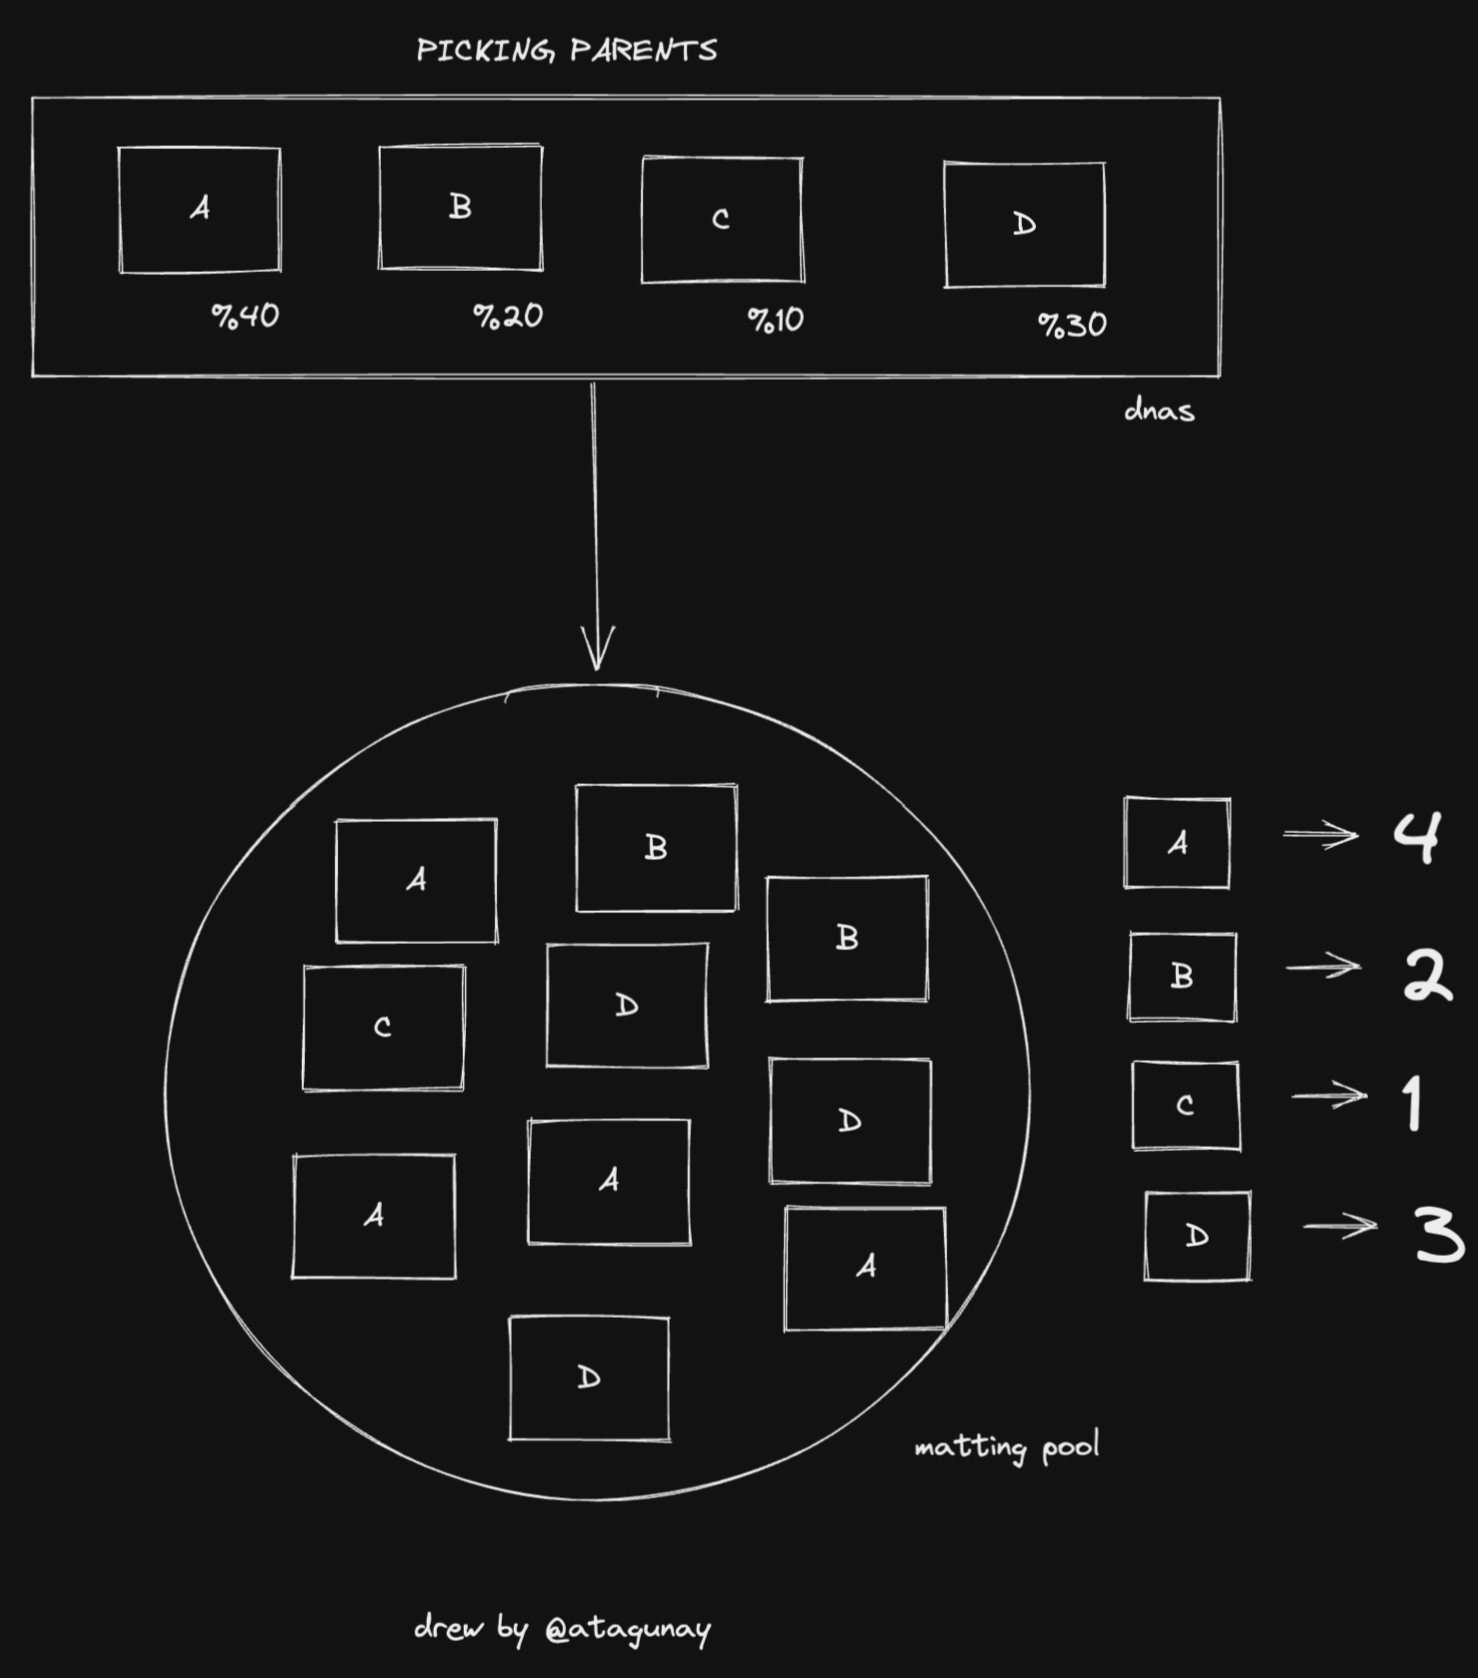 PICKING PARENTS
A B C D
%40 %20 %10 %30
dnas
B
A
B
C
D
D
A
A
A
D
A 4
B 2
C 1
D 3
matting pool
drew by @atagunay